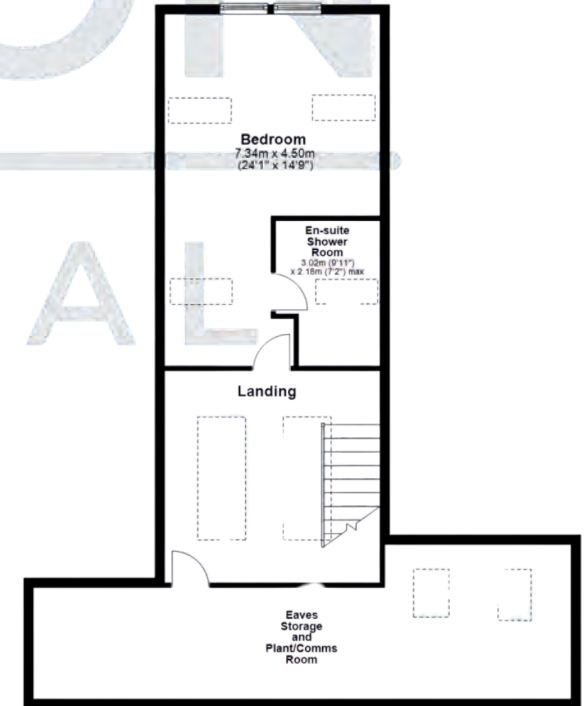 Bedroom
7.34m x 4.50m
(24'1" x 14'9")
En-suite
Shower
Room
3.02m (9'11")
x 2.18m (7'2") max
A L
Landing
Eaves
Storage
and
Plant/Comms
Room